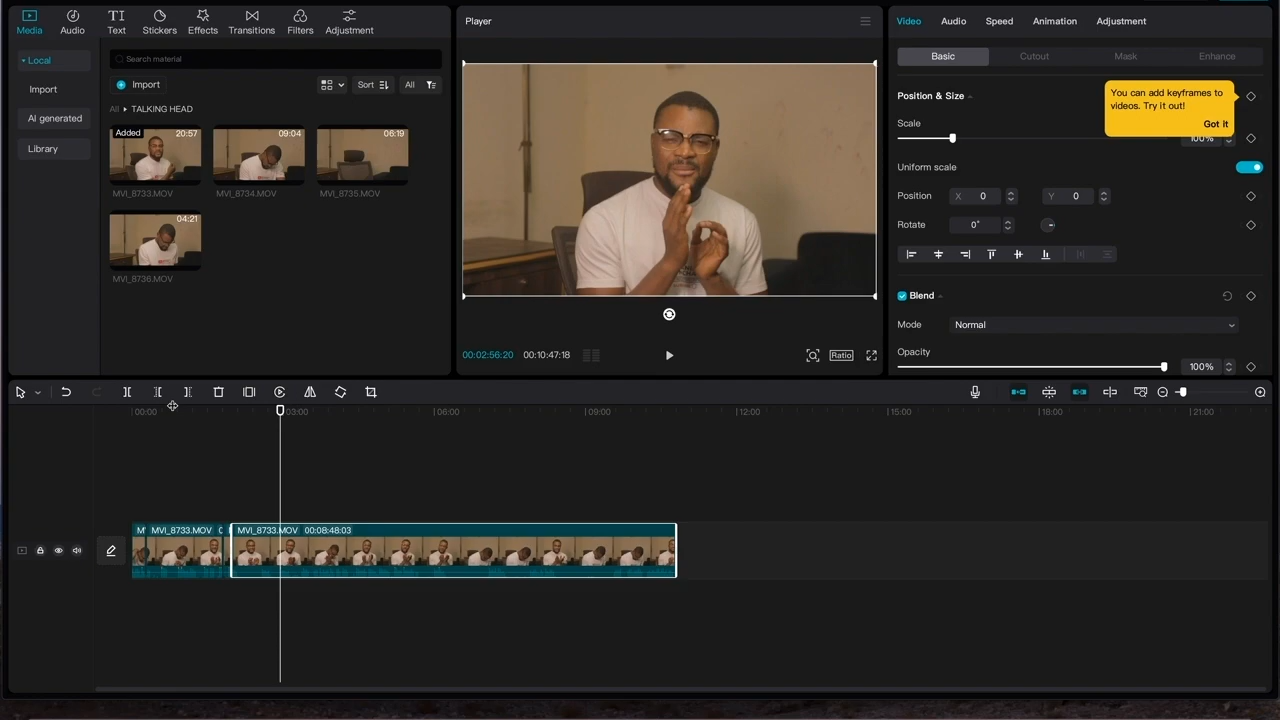 Media
Audio
Text
Stickers
Effects
Transitions
Filters
Adjustment
Local
Import
AI generated
Library
Search material
Import
Sort
All
All
TALKING HEAD
Added
20:57
09:04
06:19
MVI_8733.MOV
MVI_8734.MOV
MVI_8735.MOV
04:21
MVI_8736.MOV
Player
00:02:56:20
00:10:47:18
Ratio
Video
Audio
Speed
Animation
Adjustment
Basic
Cutout
Mask
Enhance
Position & Size
You can add keyframes to
videos. Try it out!
Got it
Scale
100%
Uniform scale
Position
X 0
Y 0
Rotate
0°
Blend
Mode
Normal
Opacity
100%
00:00
03:00
06:00
09:00
12:00
15:00
18:00
21:00
MVI_8733.MOV
MVI_8733.MOV 00:08:48:03